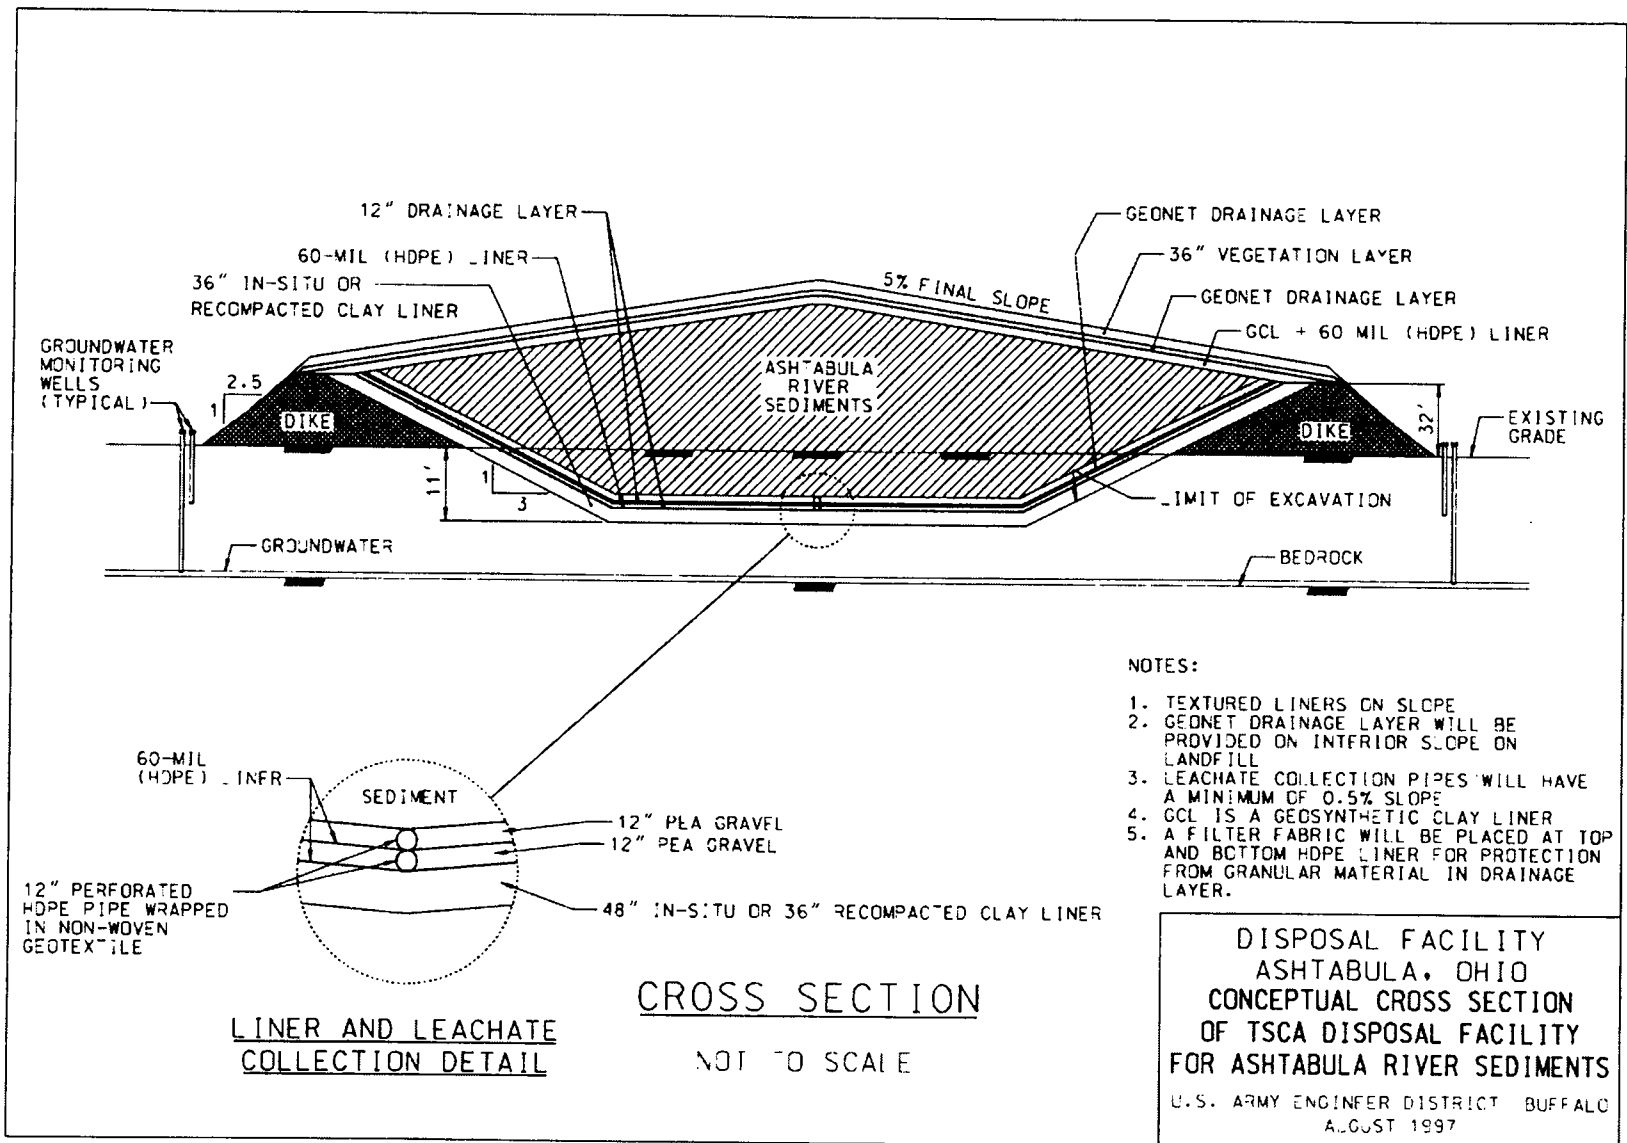 12" DRAINAGE LAYER
60-MIL (HDPE) LINER
36" IN-SITU OR
RECOMPACTED CLAY LINER
GROUNDWATER
MONITORING
WELLS
(TYPICAL)
2.5
1
DIKE
GEONET DRAINAGE LAYER
36" VEGETATION LAYER
5% FINAL SLOPE
GEONET DRAINAGE LAYER
GCL + 60 MIL (HDPE) LINER
ASHTABULA
RIVER
SEDIMENTS
32'
DIKE
EXISTING
GRADE
11'
1
3
LIMIT OF EXCAVATION
GROUNDWATER
BEDROCK
NOTES:
1. TEXTURED LINERS ON SLOPE
2. GEONET DRAINAGE LAYER WILL BE
PROVIDED ON INTERIOR SLOPE ON
LANDFILL
3. LEACHATE COLLECTION PIPES WILL HAVE
A MINIMUM OF 0.5% SLOPE
4. GCL IS A GEOSYNTHETIC CLAY LINER
5. A FILTER FABRIC WILL BE PLACED AT TOP
AND BOTTOM HDPE LINER FOR PROTECTION
FROM GRANULAR MATERIAL IN DRAINAGE
LAYER.
60-MIL
(HDPE) LINER
SEDIMENT
12" PEA GRAVEL
12" PEA GRAVEL
12" PERFORATED
HDPE PIPE WRAPPED
IN NON-WOVEN
GEOTEXTILE
48" IN-SITU OR 36" RECOMPACTED CLAY LINER
LINER AND LEACHATE
COLLECTION DETAIL
CROSS SECTION
NOT TO SCALE
DISPOSAL FACILITY
ASHTABULA, OHIO
CONCEPTUAL CROSS SECTION
OF TSCA DISPOSAL FACILITY
FOR ASHTABULA RIVER SEDIMENTS
U.S. ARMY ENGINEER DISTRICT BUFFALO
AUGUST 1997